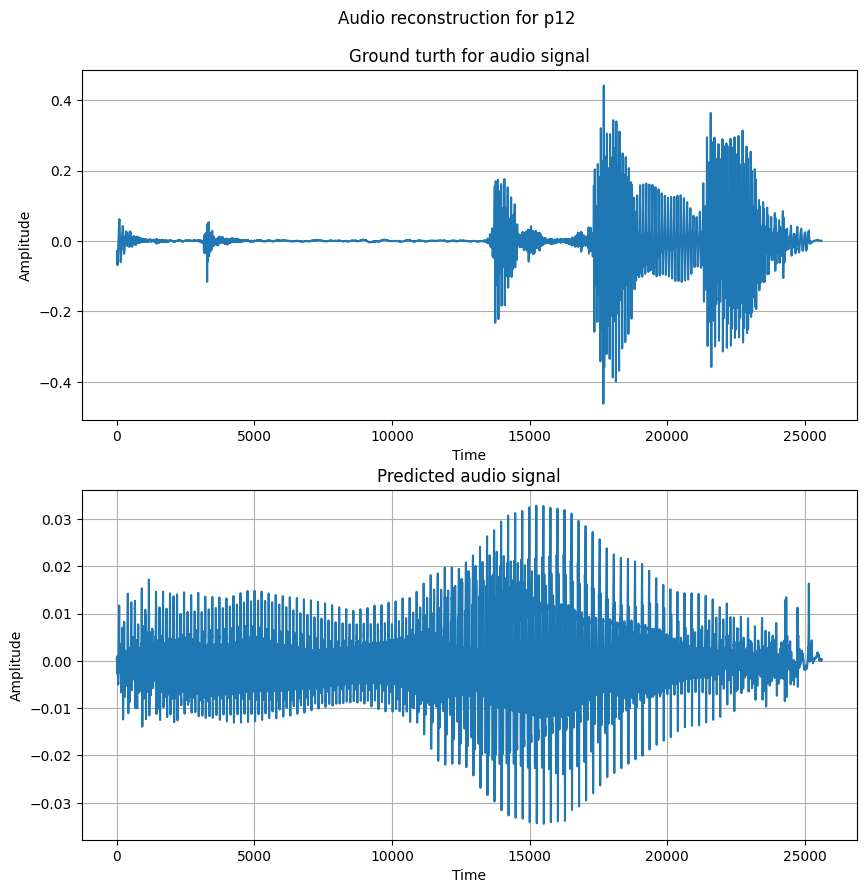 Audio reconstruction for p12
Ground turth for audio signal
0.4
0.2
0.0
−0.2
−0.4
Amplitude
0 5000 10000 15000 20000 25000
Time
Predicted audio signal
0.03
0.02
0.01
0.00
−0.01
−0.02
−0.03
Amplitude
0 5000 10000 15000 20000 25000
Time